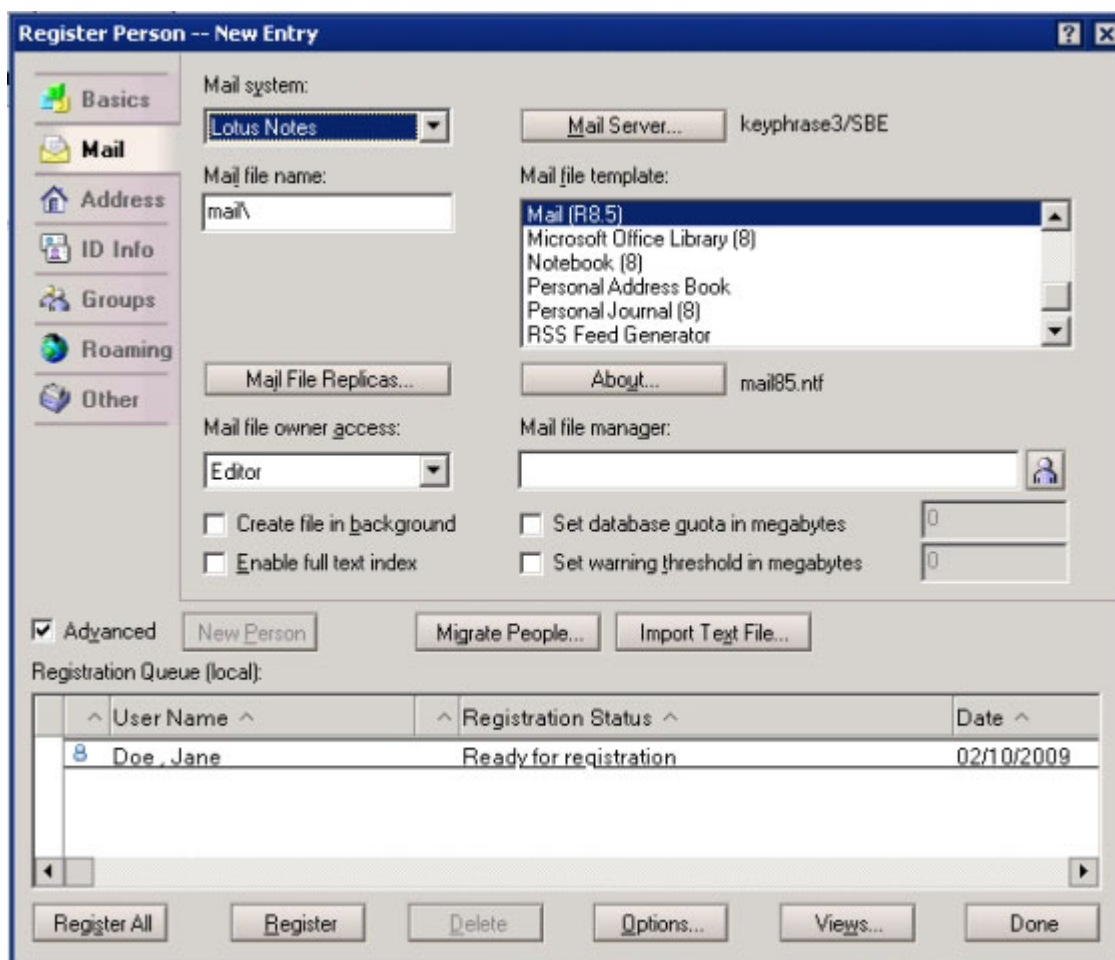 Register Person -- New Entry
Basics
Mail
Address
ID Info
Groups
Roaming
Other
Mail system:
Lotus Notes
Mail Server... keyphrase3/SBE
Mail file name:
mail\
Mail file template:
Mail (R8.5)
Microsoft Office Library (8)
Notebook (8)
Personal Address Book
Personal Journal (8)
RSS Feed Generator
Mail File Replicas...
About... mail85.ntf
Mail file owner access:
Editor
Mail file manager:
Create file in background
Enable full text index
Set database quota in megabytes 0
Set warning threshold in megabytes 0
Advanced New Person Migrate People... Import Text File...
Registration Queue (local):
User Name Registration Status Date
Doe , Jane Ready for registration 02/10/2009
Register All Register Delete Options... Views... Done